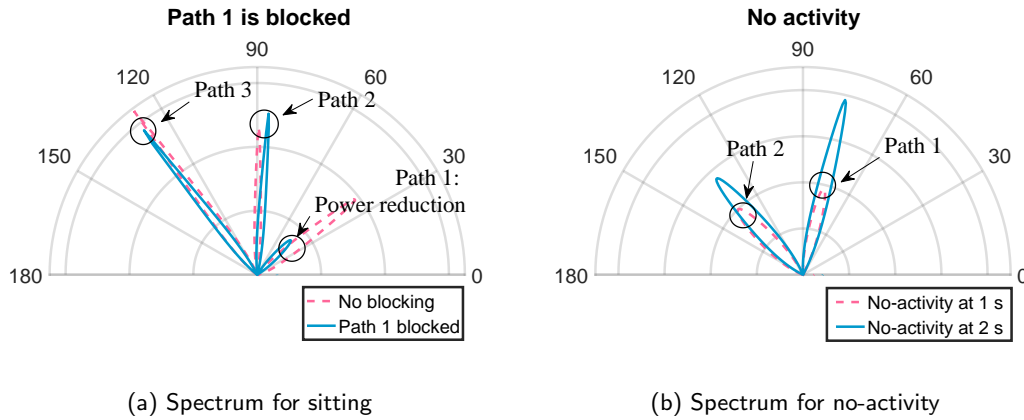 Path 1 is blocked
90
120
60
150
30
180
0
Path 3
Path 2
Path 1:
Power reduction
No blocking
Path 1 blocked
(a) Spectrum for sitting
No activity
90
120
60
150
30
180
0
Path 2
Path 1
No-activity at 1 s
No-activity at 2 s
(b) Spectrum for no-activity